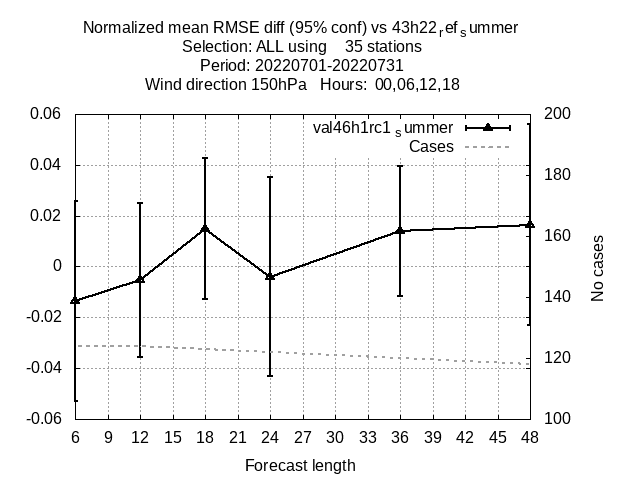 Normalized mean RMSE diff (95% conf) vs 43h22refsummer
Selection: ALL using 35 stations
Period: 20220701-20220731
Wind direction 150hPa Hours: 00,06,12,18
val46h1rc1summer
Cases
0.06
0.04
0.02
0
-0.02
-0.04
-0.06
200
180
160
140
120
100
No cases
6 9 12 15 18 21 24 27 30 33 36 39 42 45 48
Forecast length